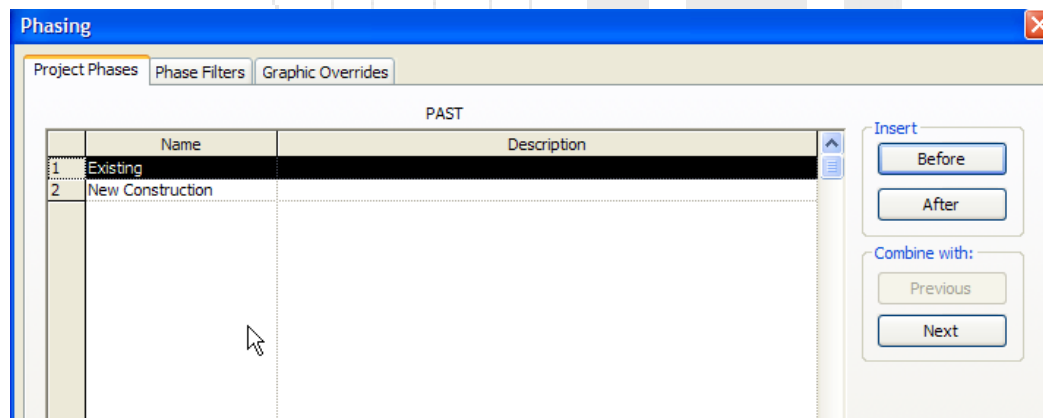 Phasing
Project Phases Phase Filters Graphic Overrides
PAST
Name Description
1 Existing
2 New Construction
Insert
Before
After
Combine with:
Previous
Next